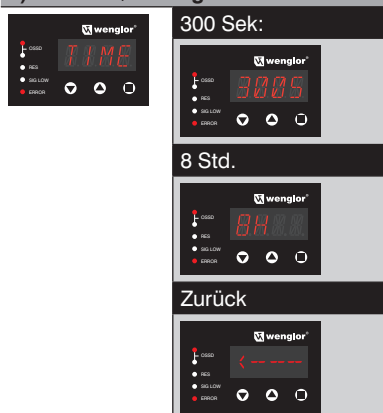 300 Sek:
wenglor®
TIME
OSSD
RES
SIG LOW
ERROR
wenglor®
300S
OSSD
RES
SIG LOW
ERROR
8 Std.
wenglor®
8H
OSSD
RES
SIG LOW
ERROR
Zurück
wenglor®
<-----
OSSD
RES
SIG LOW
ERROR